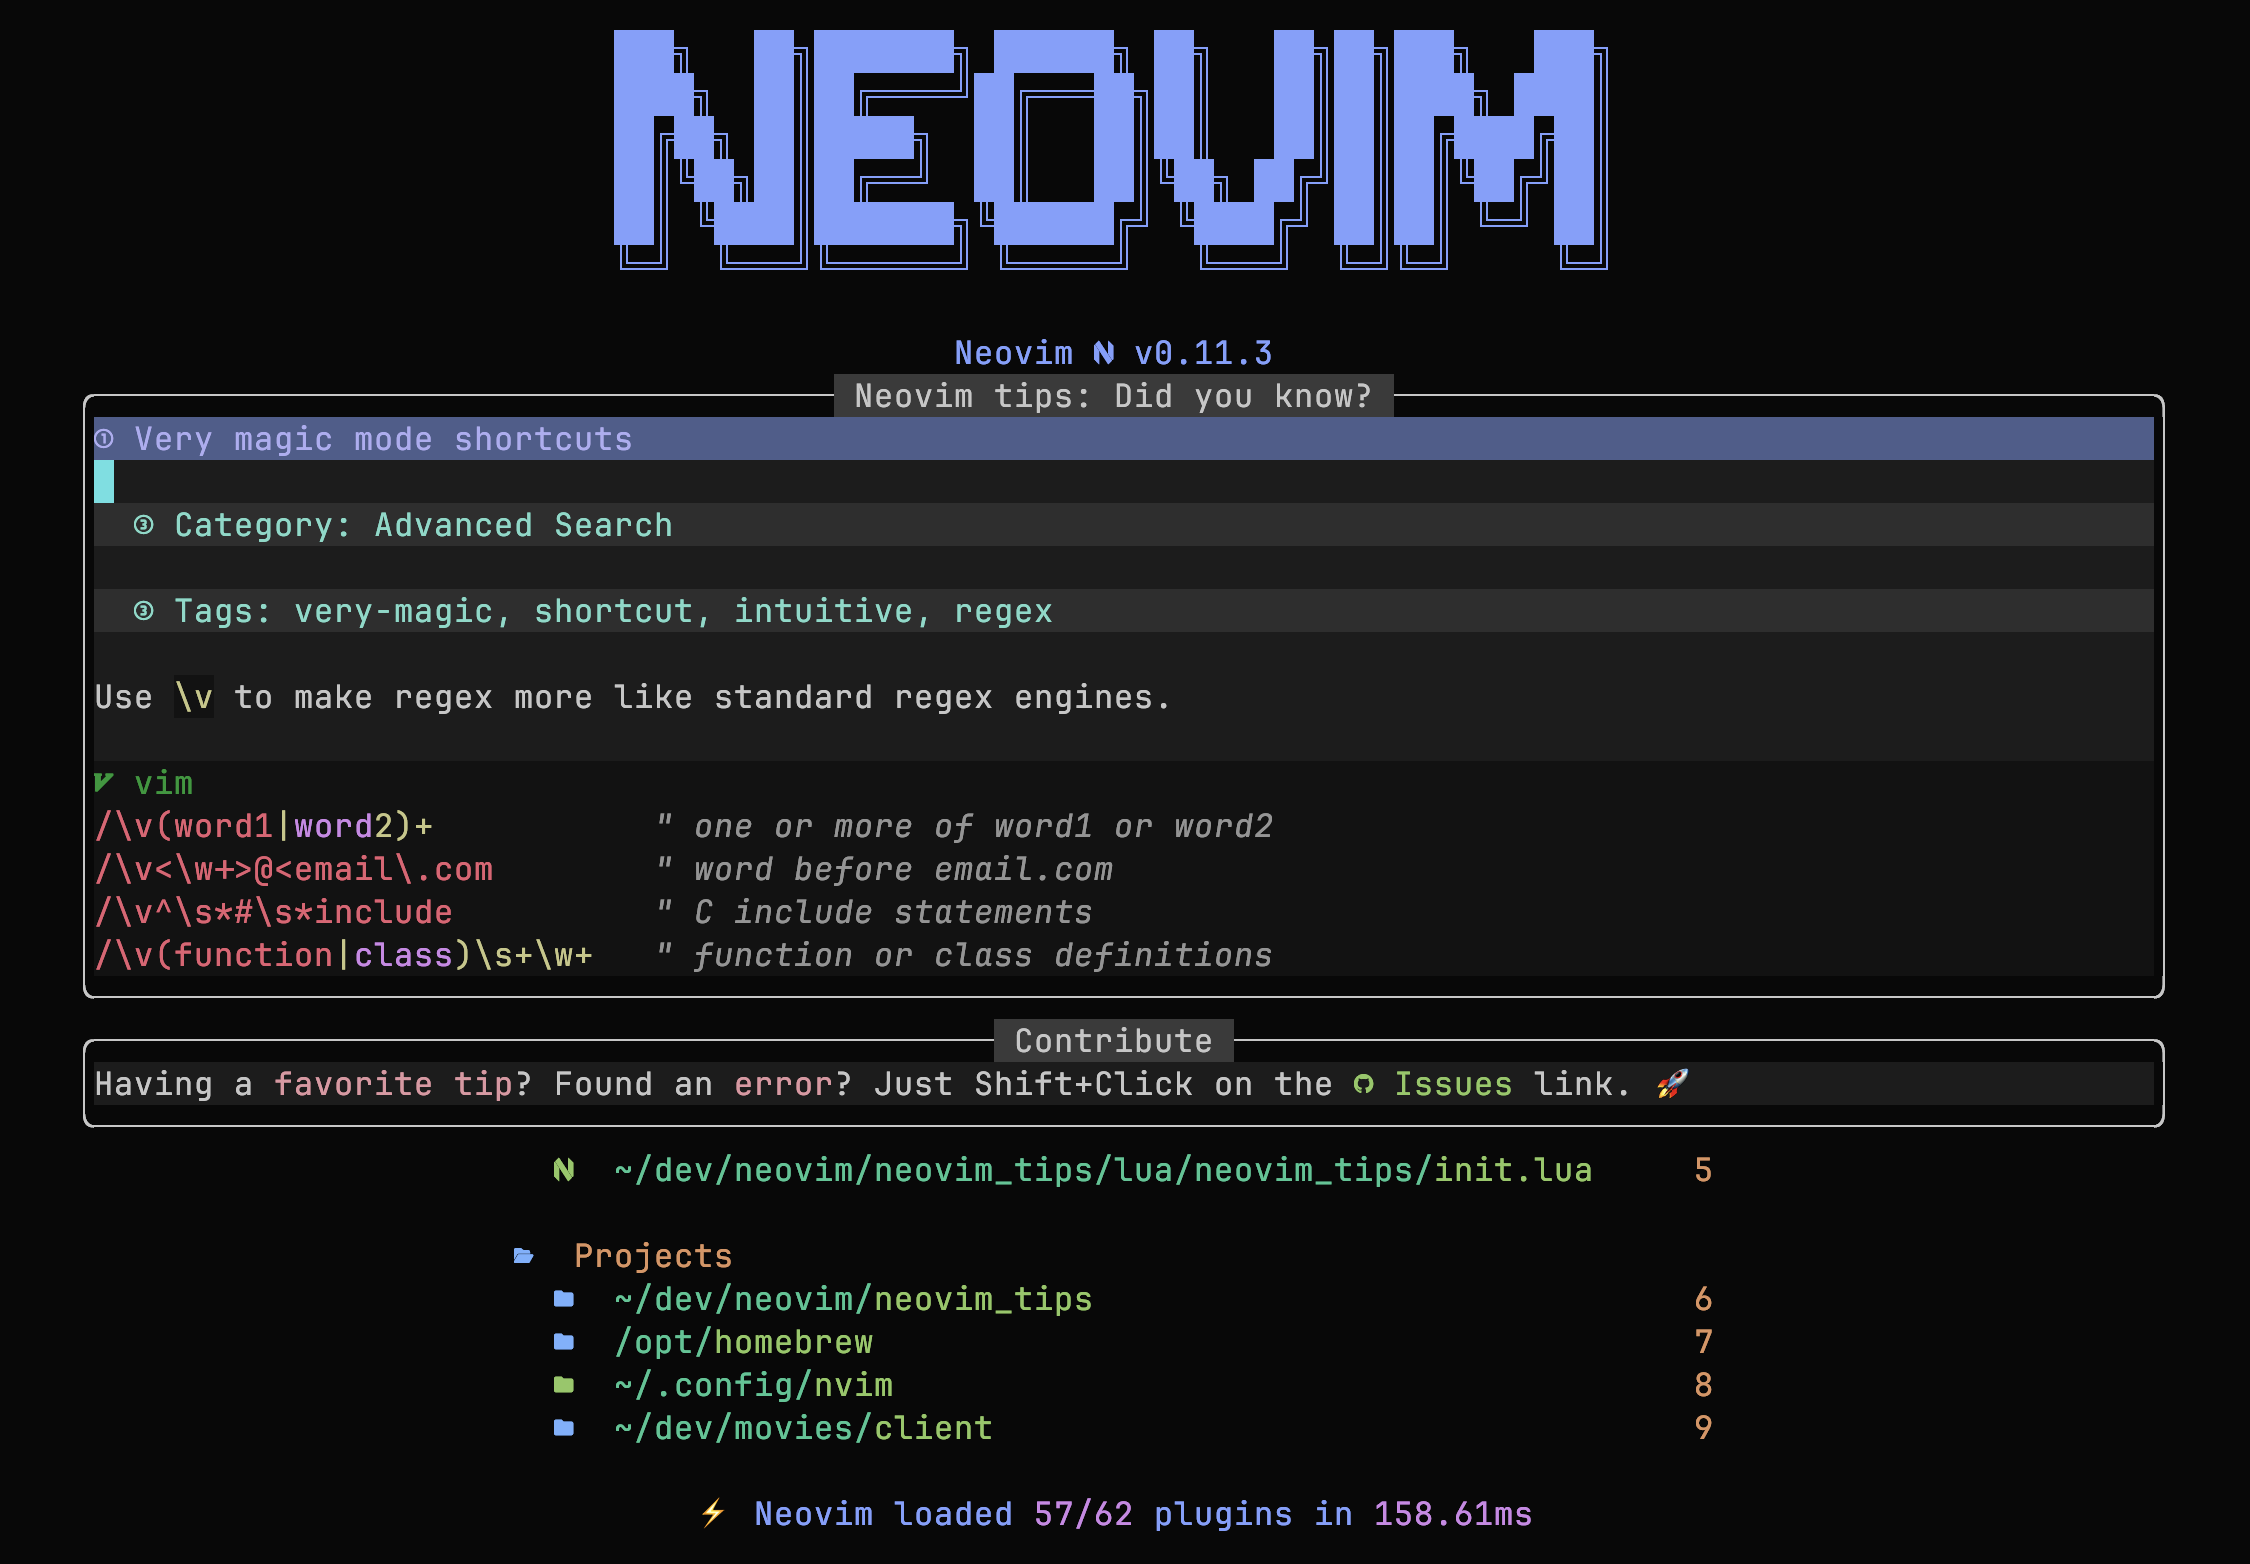 NEOVIM
Neovim v0.11.3
Neovim tips: Did you know?
① Very magic mode shortcuts
③ Category: Advanced Search
③ Tags: very-magic, shortcut, intuitive, regex
Use \v to make regex more like standard regex engines.
vim
/\v(word1|word2)+ " one or more of word1 or word2
/\v<\w+>@<email\.com " word before email.com
/\v^\s*#\s*include " C include statements
/\v(function|class)\s+\w+ " function or class definitions
Contribute
Having a favorite tip? Found an error? Just Shift+Click on the Issues link. 🚀
~/dev/neovim/neovim_tips/lua/neovim_tips/init.lua 5
Projects
~/dev/neovim/neovim_tips 6
/opt/homebrew 7
~/.config/nvim 8
~/dev/movies/client 9
⚡ Neovim loaded 57/62 plugins in 158.61ms